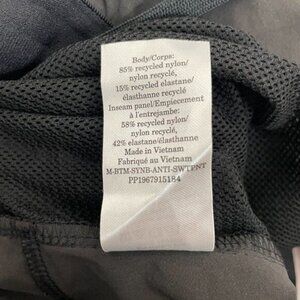 Body/Corps:
85% recycled nylon/
nylon recyclé,
15% recycled elastane/
élasthanne recyclé
Inseam panel/Empiecement
à l'entrejambe:
58% recycled nylon/
nylon recyclé,
42% elastane/élasthanne
Made in Vietnam
Fabriqué au Vietnam
M-BTM-SYNB-ANTI-SWTPNT
PP1967915184